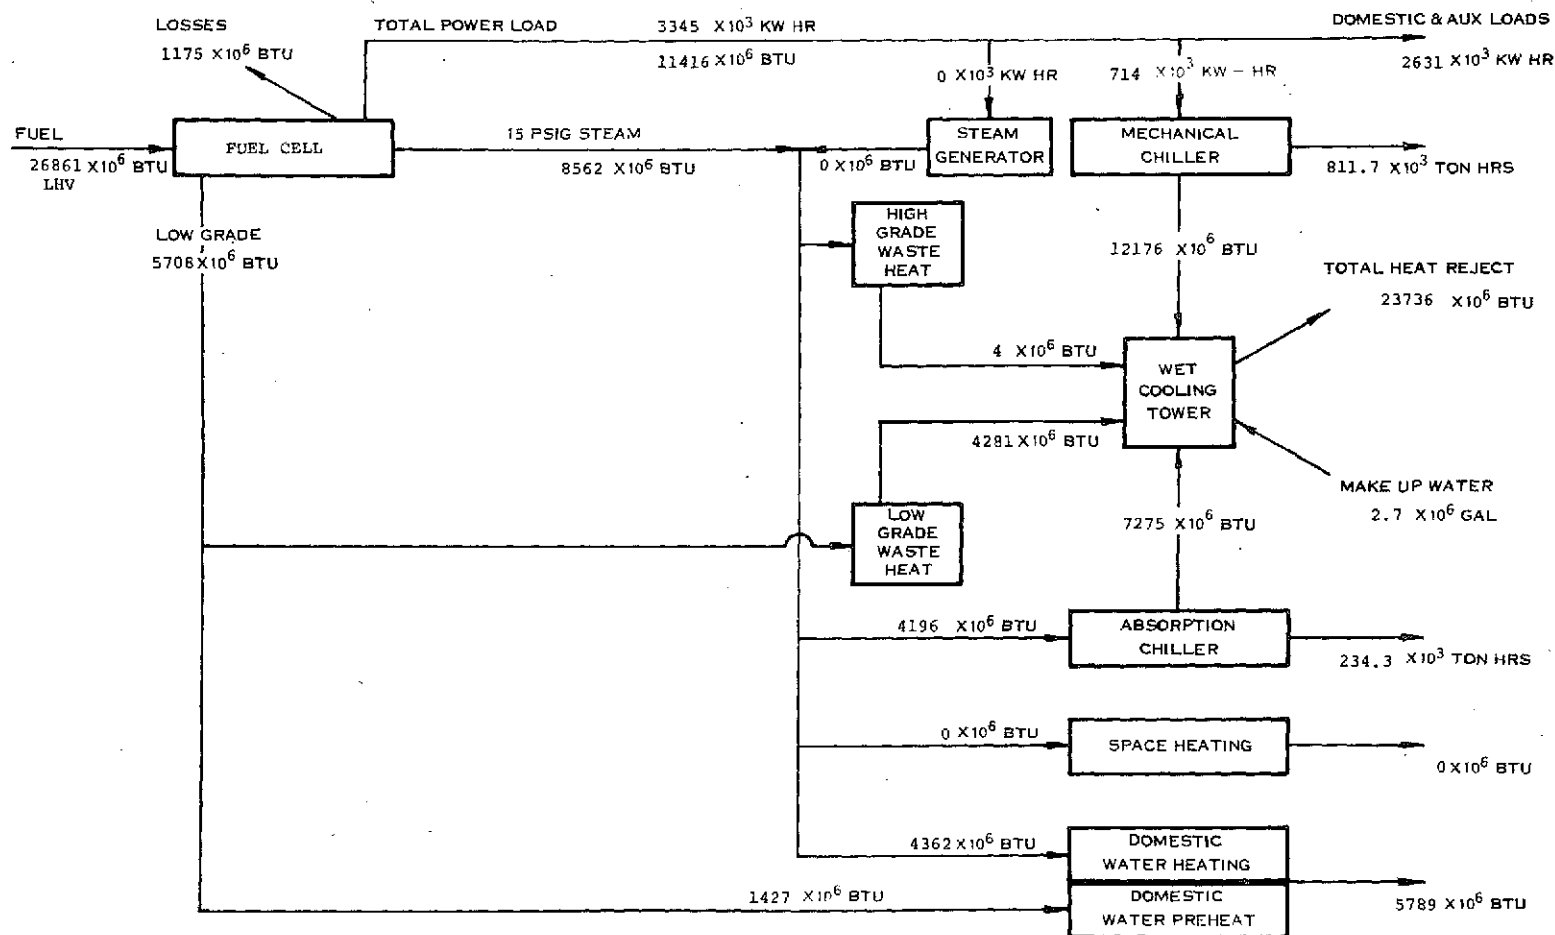 LOSSES
1175 X10⁶ BTU
TOTAL POWER LOAD
3345 X10³ KW HR
11416 X10⁶ BTU
DOMESTIC & AUX LOADS
2631 X10³ KW HR
0 X10³ KW HR
714 X10³ KW – HR
FUEL
26861 X10⁶ BTU
LHV
FUEL CELL
15 PSIG STEAM
8562 X10⁶ BTU
0 X10⁶ BTU
STEAM
GENERATOR
MECHANICAL
CHILLER
811.7 X10³ TON HRS
LOW GRADE
5708 X10⁶ BTU
HIGH
GRADE
WASTE
HEAT
12176 X10⁶ BTU
TOTAL HEAT REJECT
23736 X10⁶ BTU
4 X10⁶ BTU
WET
COOLING
TOWER
4281 X10⁶ BTU
MAKE UP WATER
2.7 X10⁶ GAL
LOW
GRADE
WASTE
HEAT
7275 X10⁶ BTU
4196 X10⁶ BTU
ABSORPTION
CHILLER
234.3 X10³ TON HRS
0 X10⁶ BTU
SPACE HEATING
0 X10⁶ BTU
4362 X10⁶ BTU
DOMESTIC
WATER HEATING
1427 X10⁶ BTU
DOMESTIC
WATER PREHEAT
5789 X10⁶ BTU